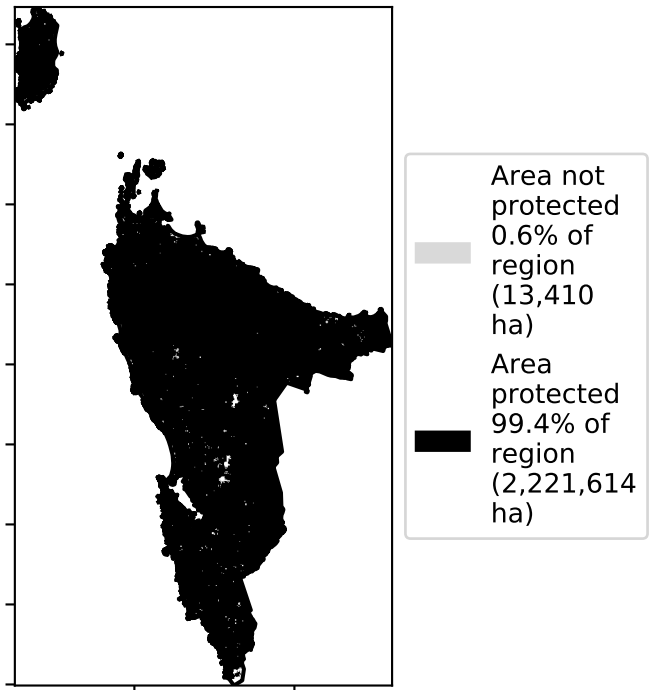 Area not
protected
0.6% of
region
(13,410
ha)
Area
protected
99.4% of
region
(2,221,614
ha)